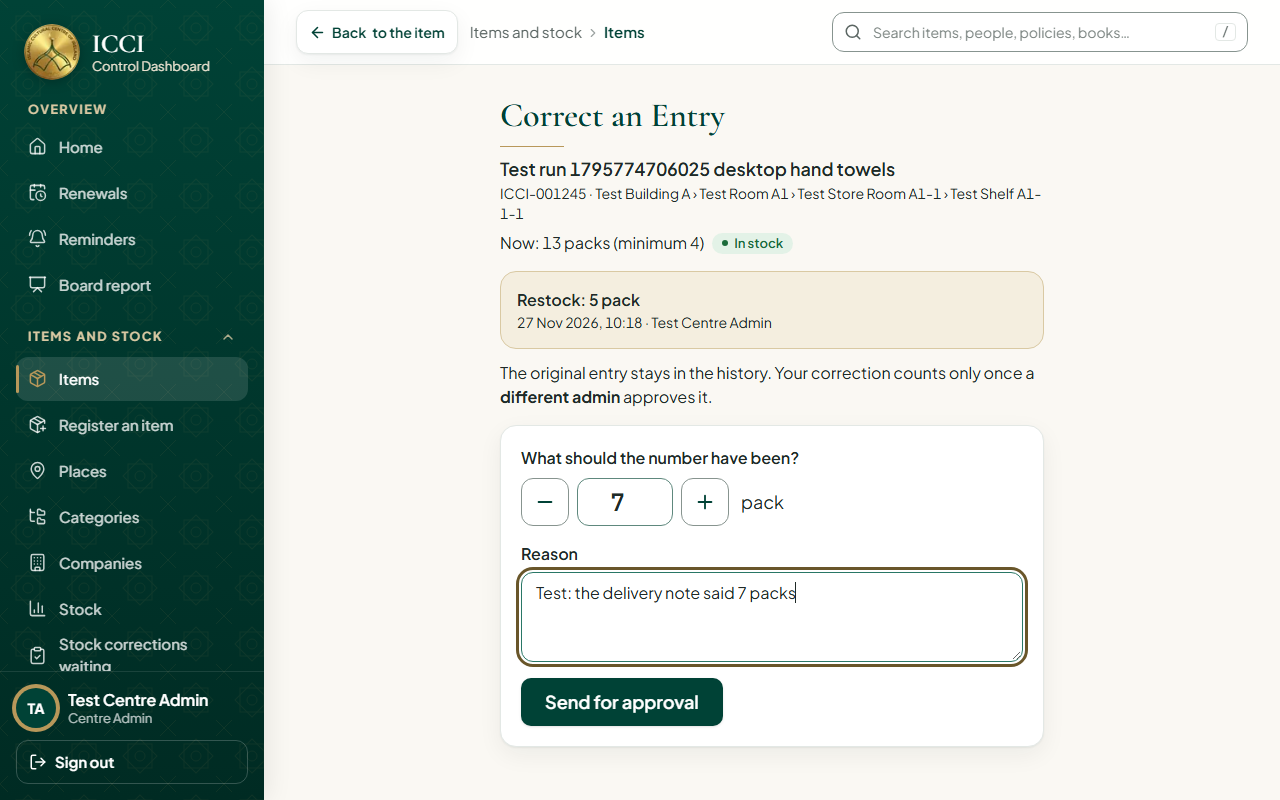 ICCI
Control Dashboard
OVERVIEW
Home
Renewals
Reminders
Board report
ITEMS AND STOCK
Items
Register an item
Places
Categories
Companies
Stock
Stock corrections
waiting
TA
Test Centre Admin
Centre Admin
Sign out
Back to the item
Items and stock › Items
Search items, people, policies, books...
/
Correct an Entry
Test run 1795774706025 desktop hand towels
ICCI-001245 · Test Building A › Test Room A1 › Test Store Room A1-1 › Test Shelf A1-
1-1
Now: 13 packs (minimum 4)
In stock
Restock: 5 pack
27 Nov 2026, 10:18 · Test Centre Admin
The original entry stays in the history. Your correction counts only once a
different admin approves it.
What should the number have been?
− 7 + pack
Reason
Test: the delivery note said 7 packs
Send for approval